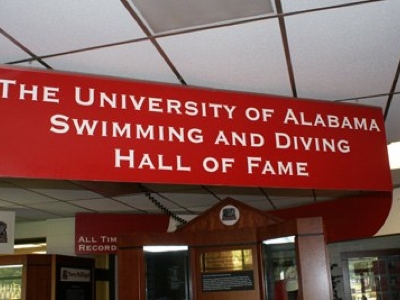 THE UNIVERSITY OF ALABAMA
SWIMMING AND DIVING
HALL OF FAME
ALL TIM
RECORD